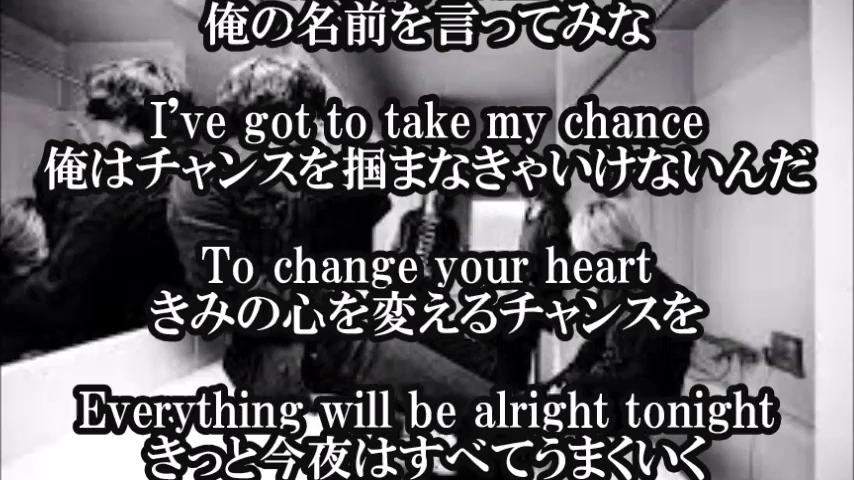 俺の名前を言ってみな
I've got to take my chance
俺はチャンスを掴まなきゃいけないんだ
To change your heart
きみの心を変えるチャンスを
Everything will be alright tonight
きっと今夜はすべてうまくいく